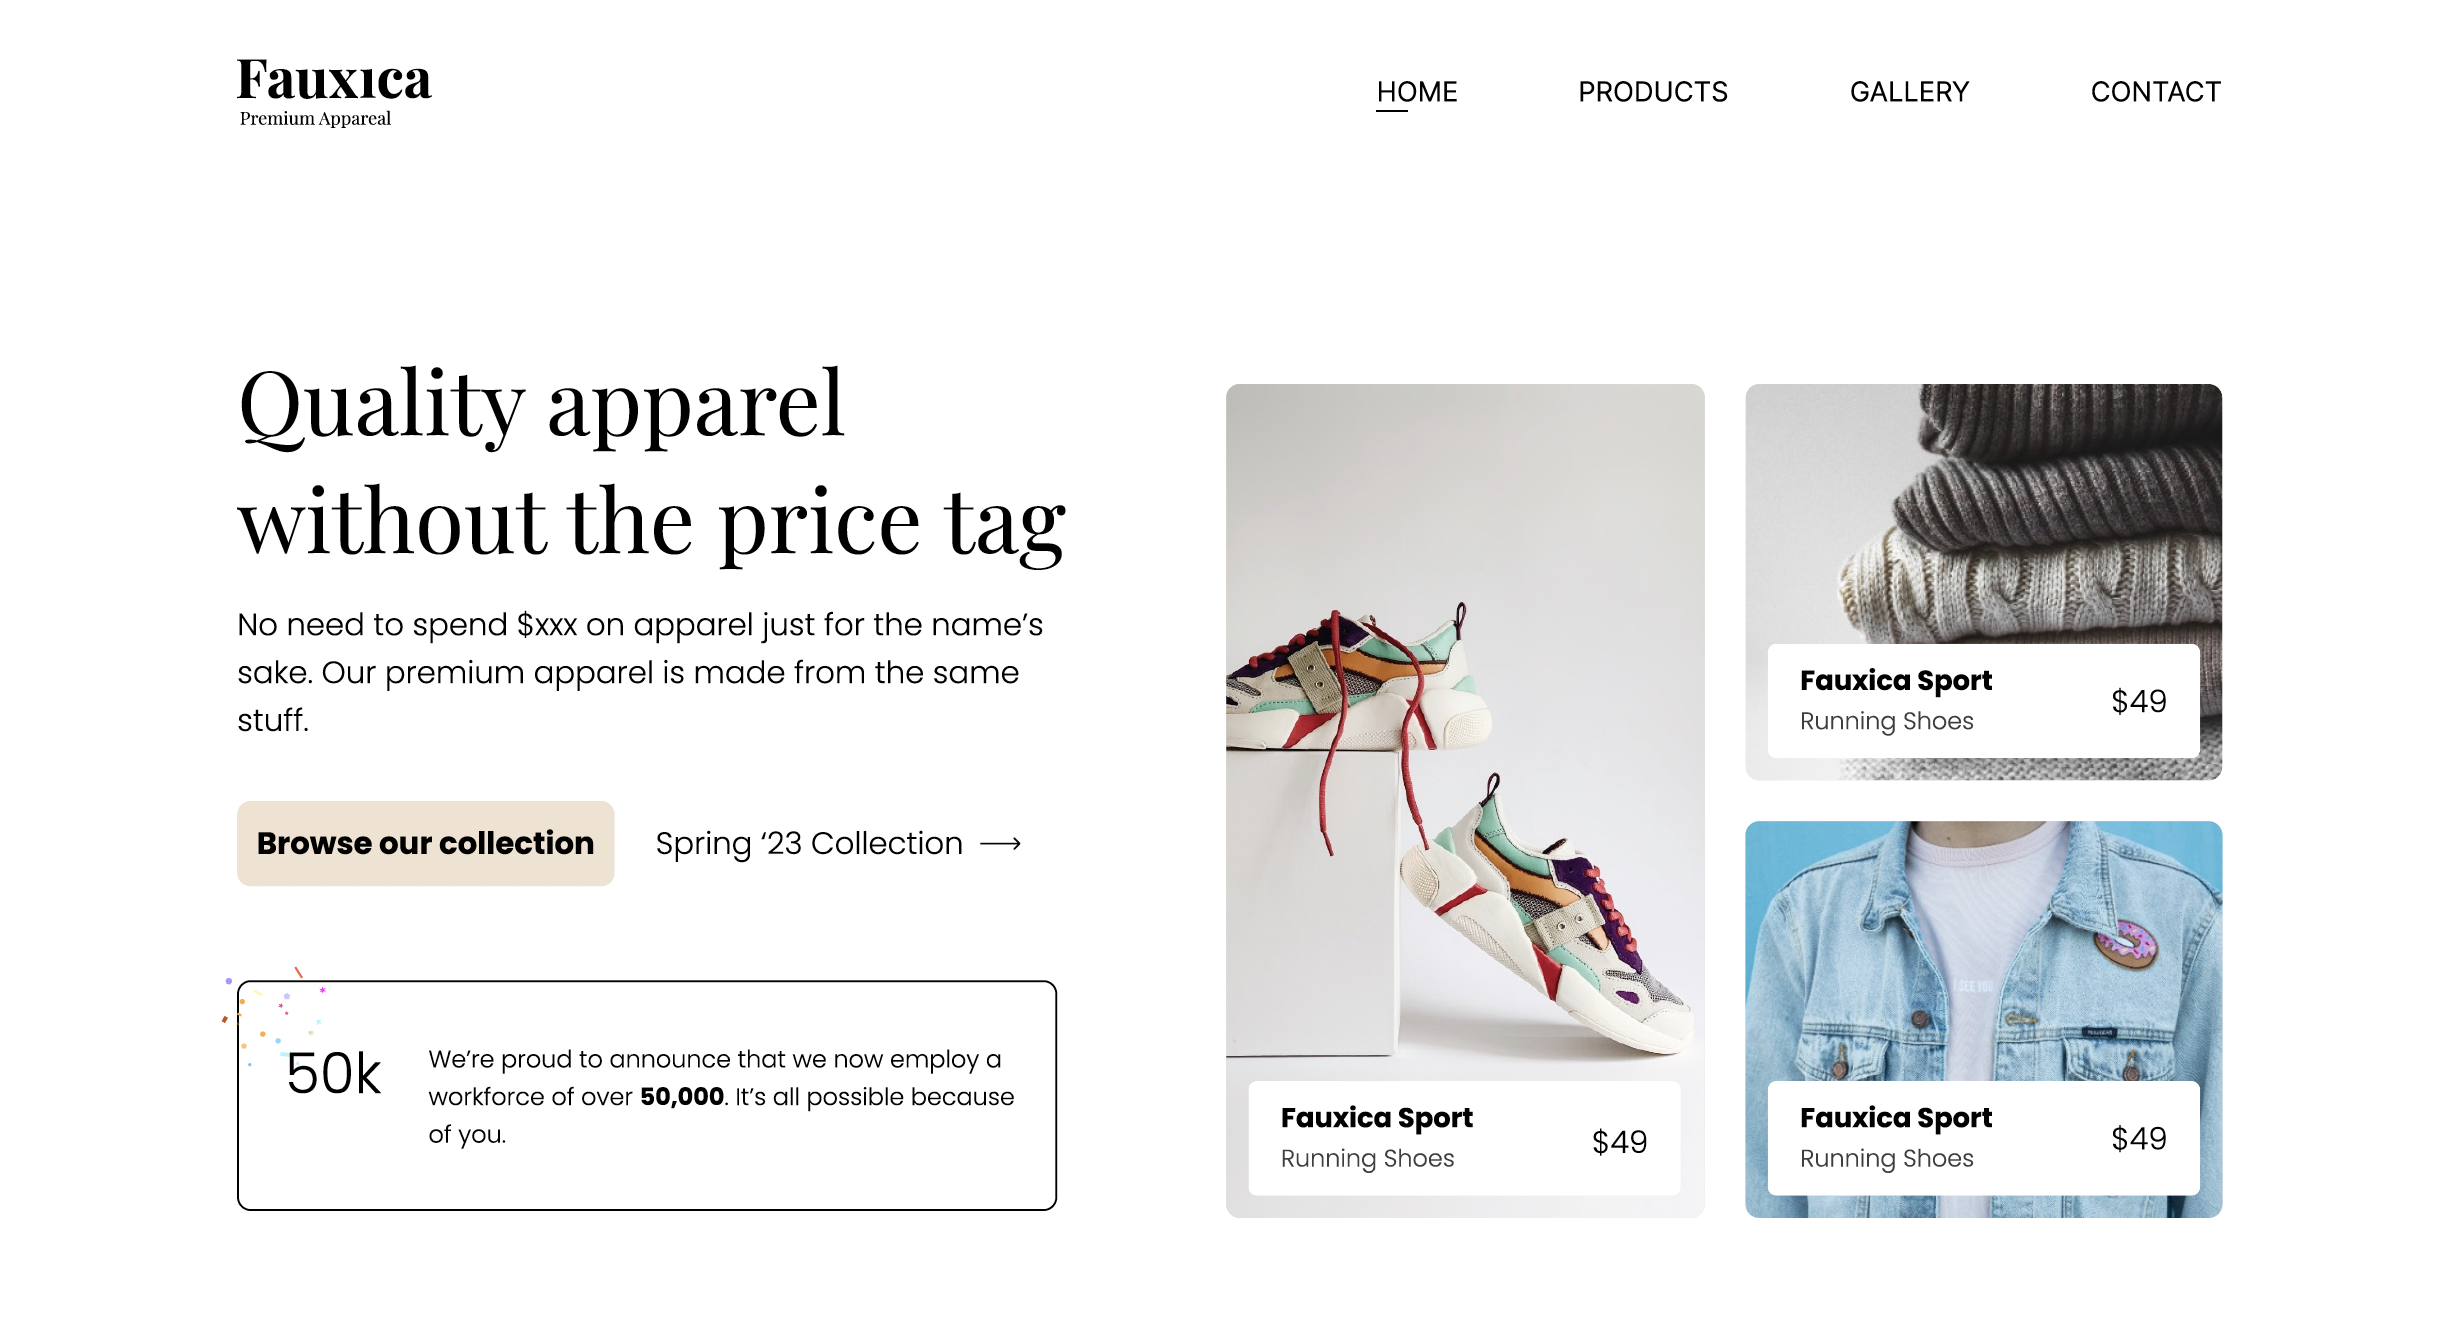 Fauxıca
Premium Appareal
HOME
PRODUCTS
GALLERY
CONTACT
Quality apparel
without the price tag
No need to spend $xxx on apparel just for the name’s
sake. Our premium apparel is made from the same
stuff.
Browse our collection
Spring ‘23 Collection ⟶
50k
We’re proud to announce that we now employ a
workforce of over 50,000. It’s all possible because
of you.
Fauxica Sport
Running Shoes
$49
Fauxica Sport
Running Shoes
$49
I SEE YOU
Fauxica Sport
Running Shoes
$49